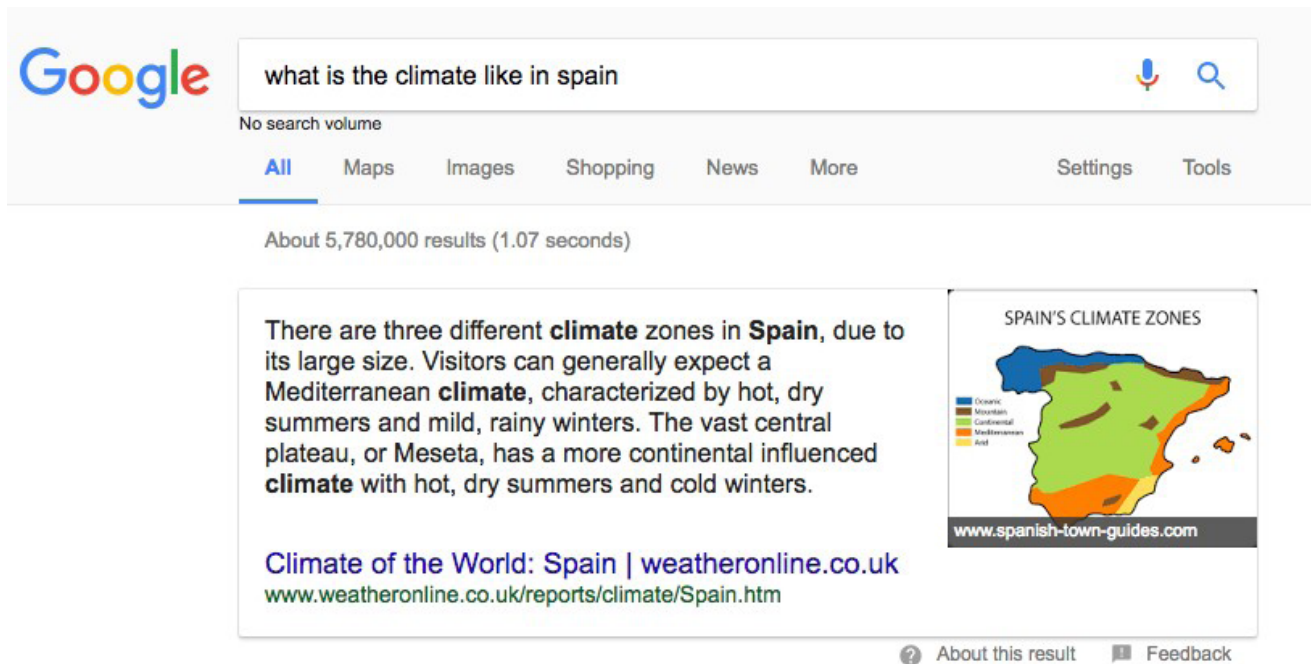 Google
what is the climate like in spain
No search volume
All Maps Images Shopping News More Settings Tools
About 5,780,000 results (1.07 seconds)
There are three different climate zones in Spain, due to
its large size. Visitors can generally expect a
Mediterranean climate, characterized by hot, dry
summers and mild, rainy winters. The vast central
plateau, or Meseta, has a more continental influenced
climate with hot, dry summers and cold winters.
SPAIN'S CLIMATE ZONES
Oceanic
Mountain
Continental
Mediterranean
Arid
www.spanish-town-guides.com
Climate of the World: Spain | weatheronline.co.uk
www.weatheronline.co.uk/reports/climate/Spain.htm
About this result Feedback